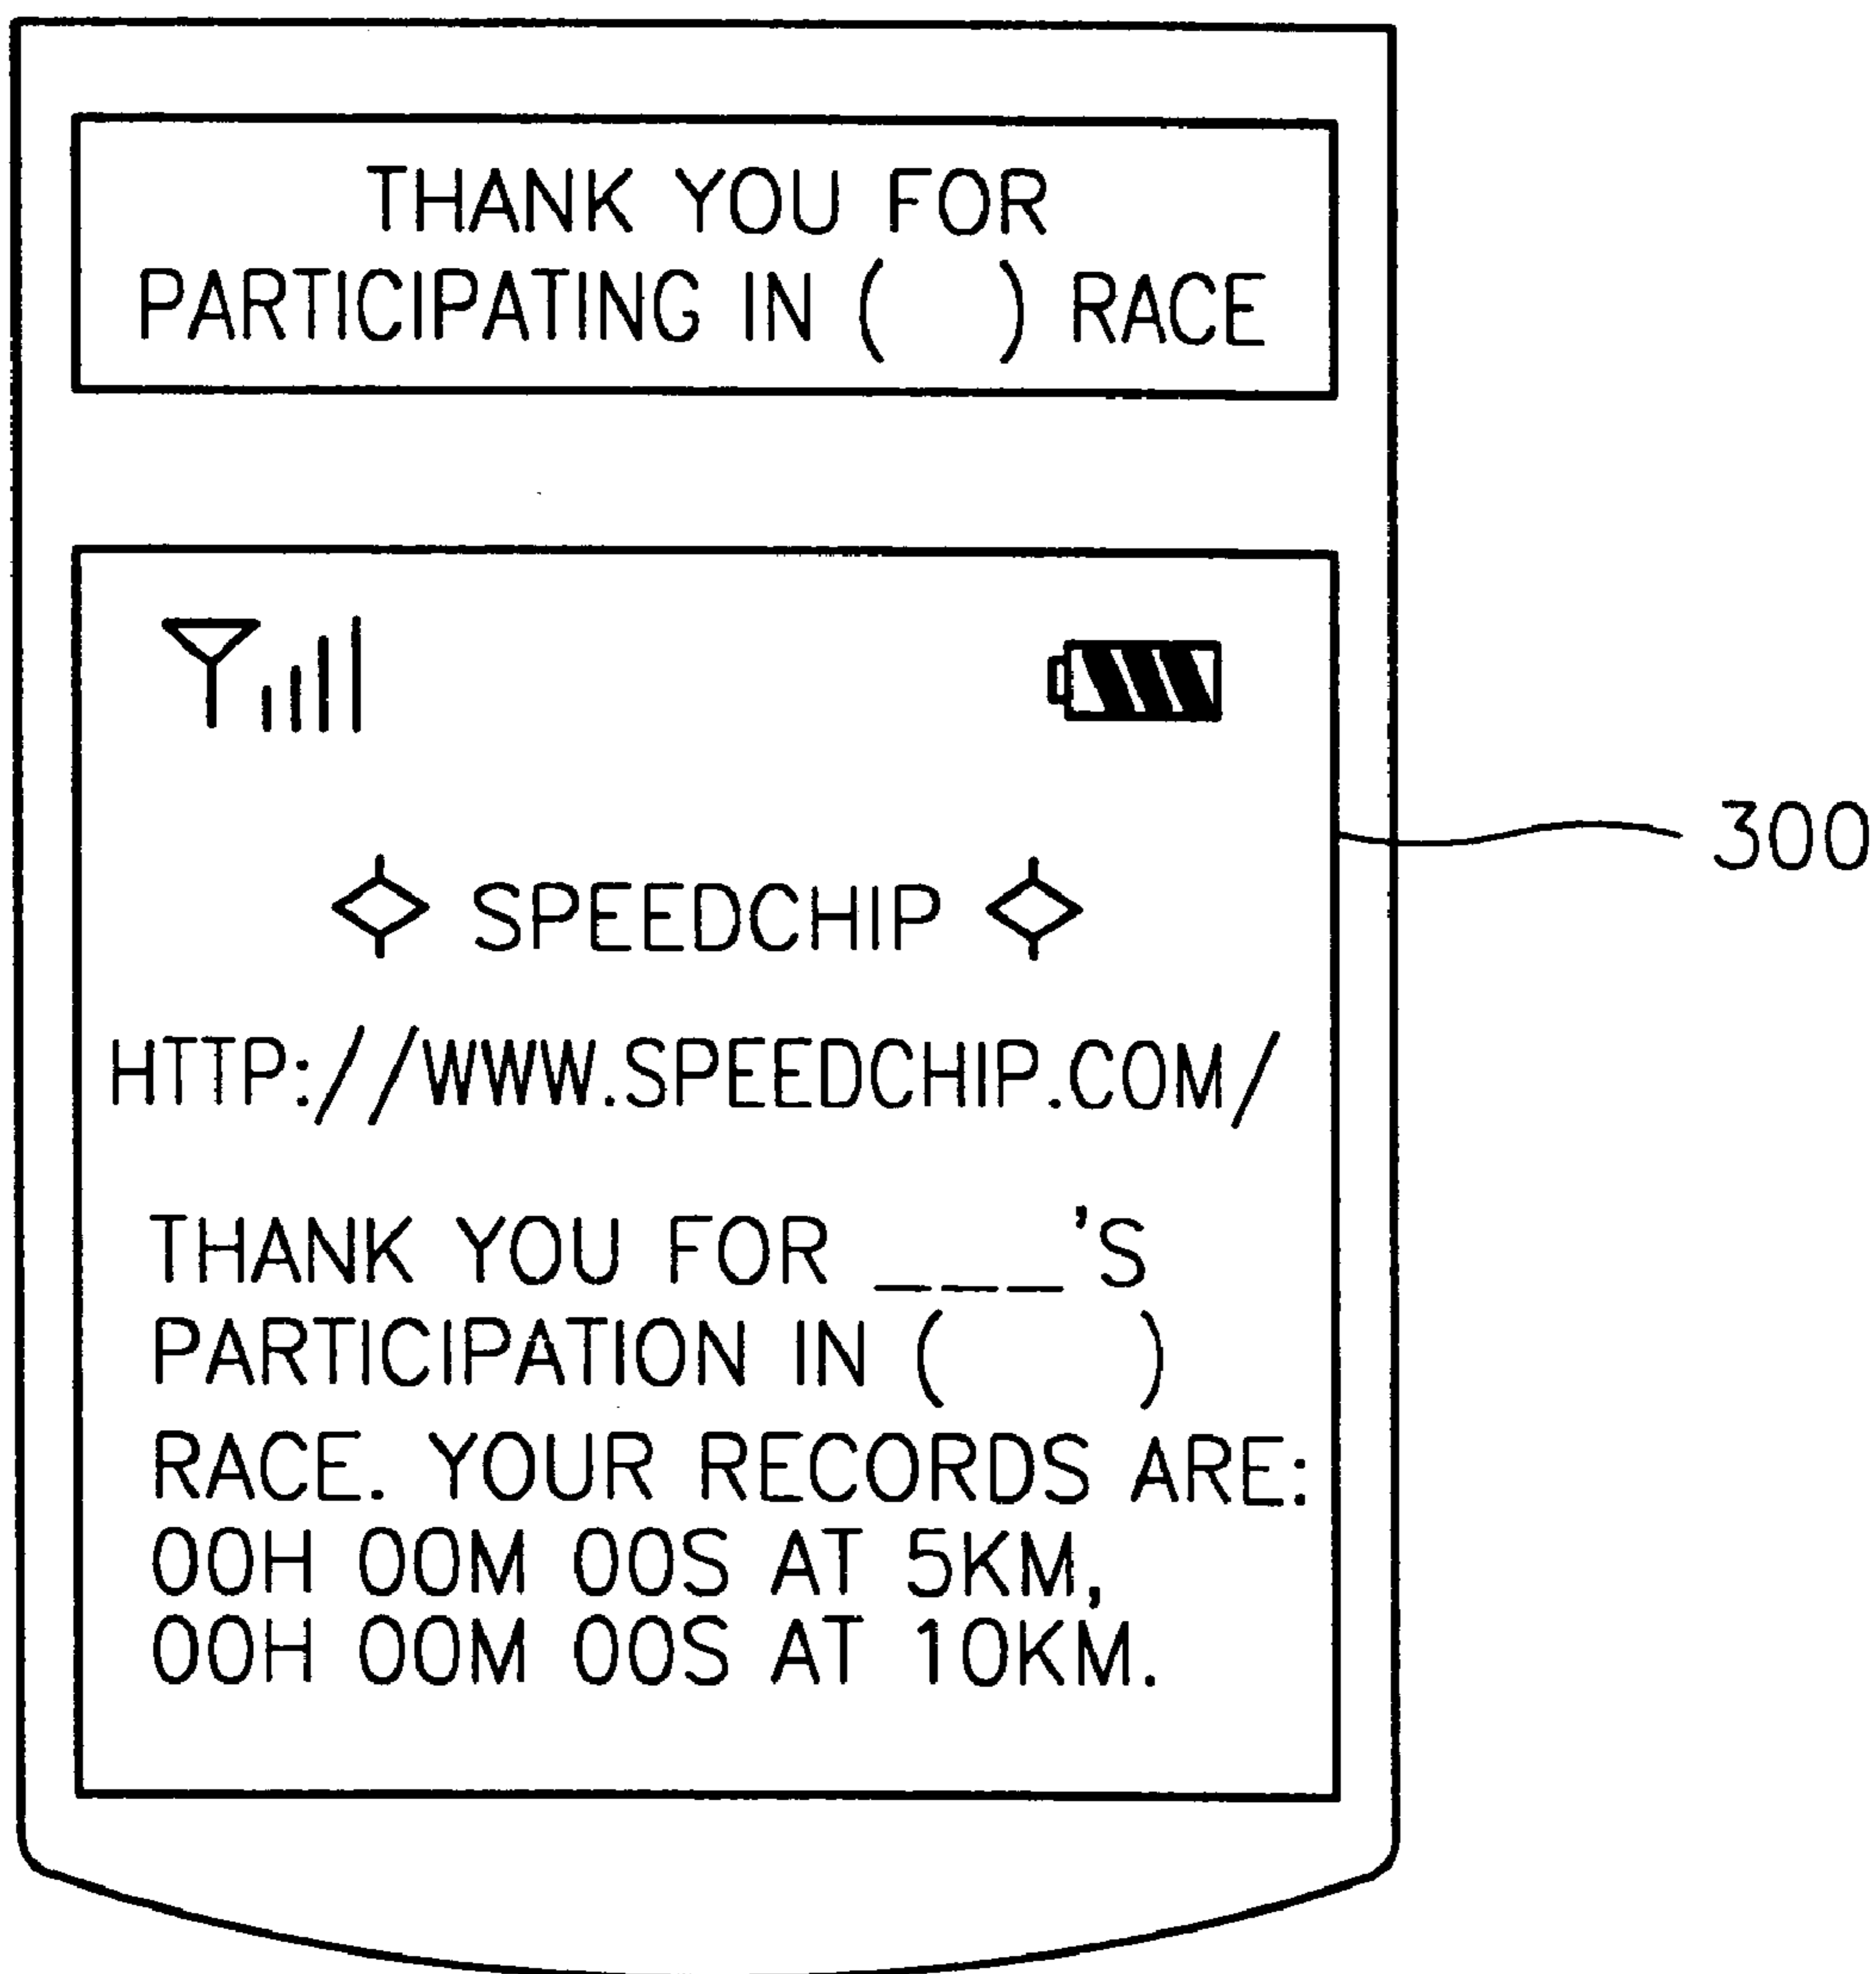 THANK YOU FOR
PARTICIPATING IN (   ) RACE
300
SPEEDCHIP
HTTP://WWW.SPEEDCHIP.COM/
THANK YOU FOR ___'S
PARTICIPATION IN (   )
RACE. YOUR RECORDS ARE:
00H 00M 00S AT 5KM,
00H 00M 00S AT 10KM.